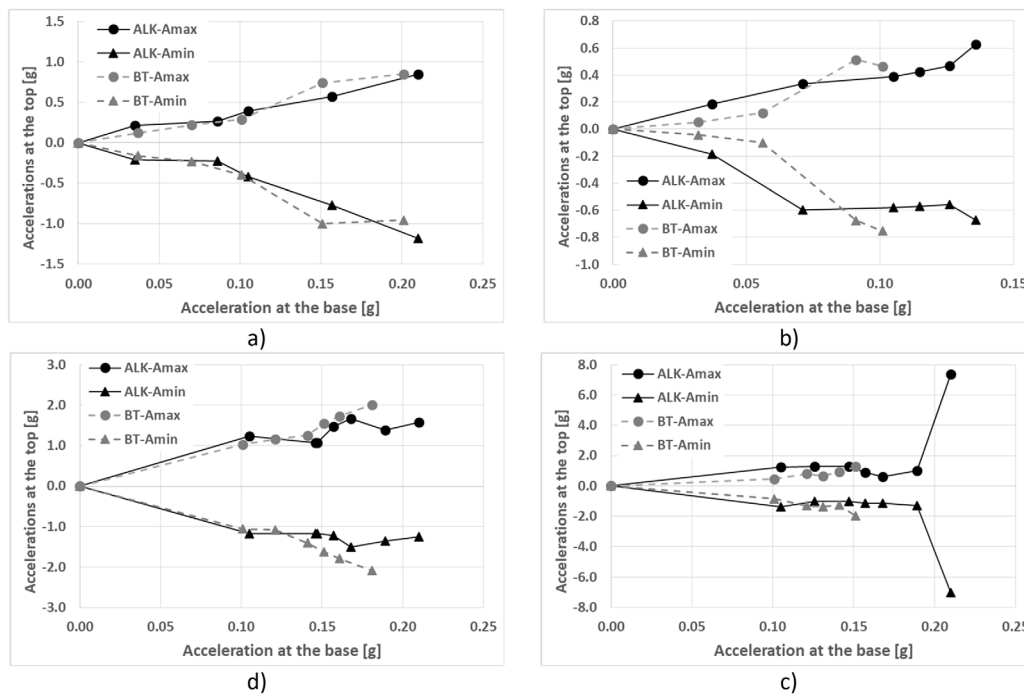 1.5
1.0
0.5
0.0
-0.5
-1.0
-1.5
Accelerations at the top [g]
ALK-Amax
ALK-Amin
BT-Amax
BT-Amin
0.00 0.05 0.10 0.15 0.20 0.25
Acceleration at the base [g]
a)
0.8
0.6
0.4
0.2
0.0
-0.2
-0.4
-0.6
-0.8
-1.0
Accelerations at the top [g]
ALK-Amax
ALK-Amin
BT-Amax
BT-Amin
0.00 0.05 0.10 0.15
Acceleration at the base [g]
b)
3.0
2.0
1.0
0.0
-1.0
-2.0
-3.0
Accelerations at the top [g]
ALK-Amax
ALK-Amin
BT-Amax
BT-Amin
0.00 0.05 0.10 0.15 0.20 0.25
Acceleration at the base [g]
d)
8.0
6.0
4.0
2.0
0.0
-2.0
-4.0
-6.0
-8.0
Accelerations at the top [g]
ALK-Amax
ALK-Amin
BT-Amax
BT-Amin
0.00 0.05 0.10 0.15 0.20 0.25
Acceleration at the base [g]
c)